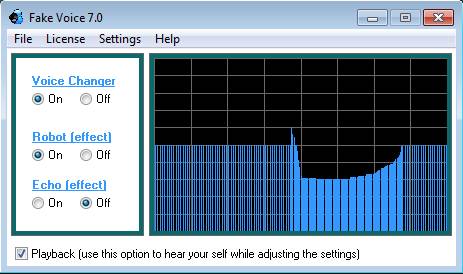 Fake Voice 7.0
File License Settings Help
Voice Changer
On Off
Robot (effect)
On Off
Echo (effect)
On Off
Playback (use this option to hear your self while adjusting the settings)